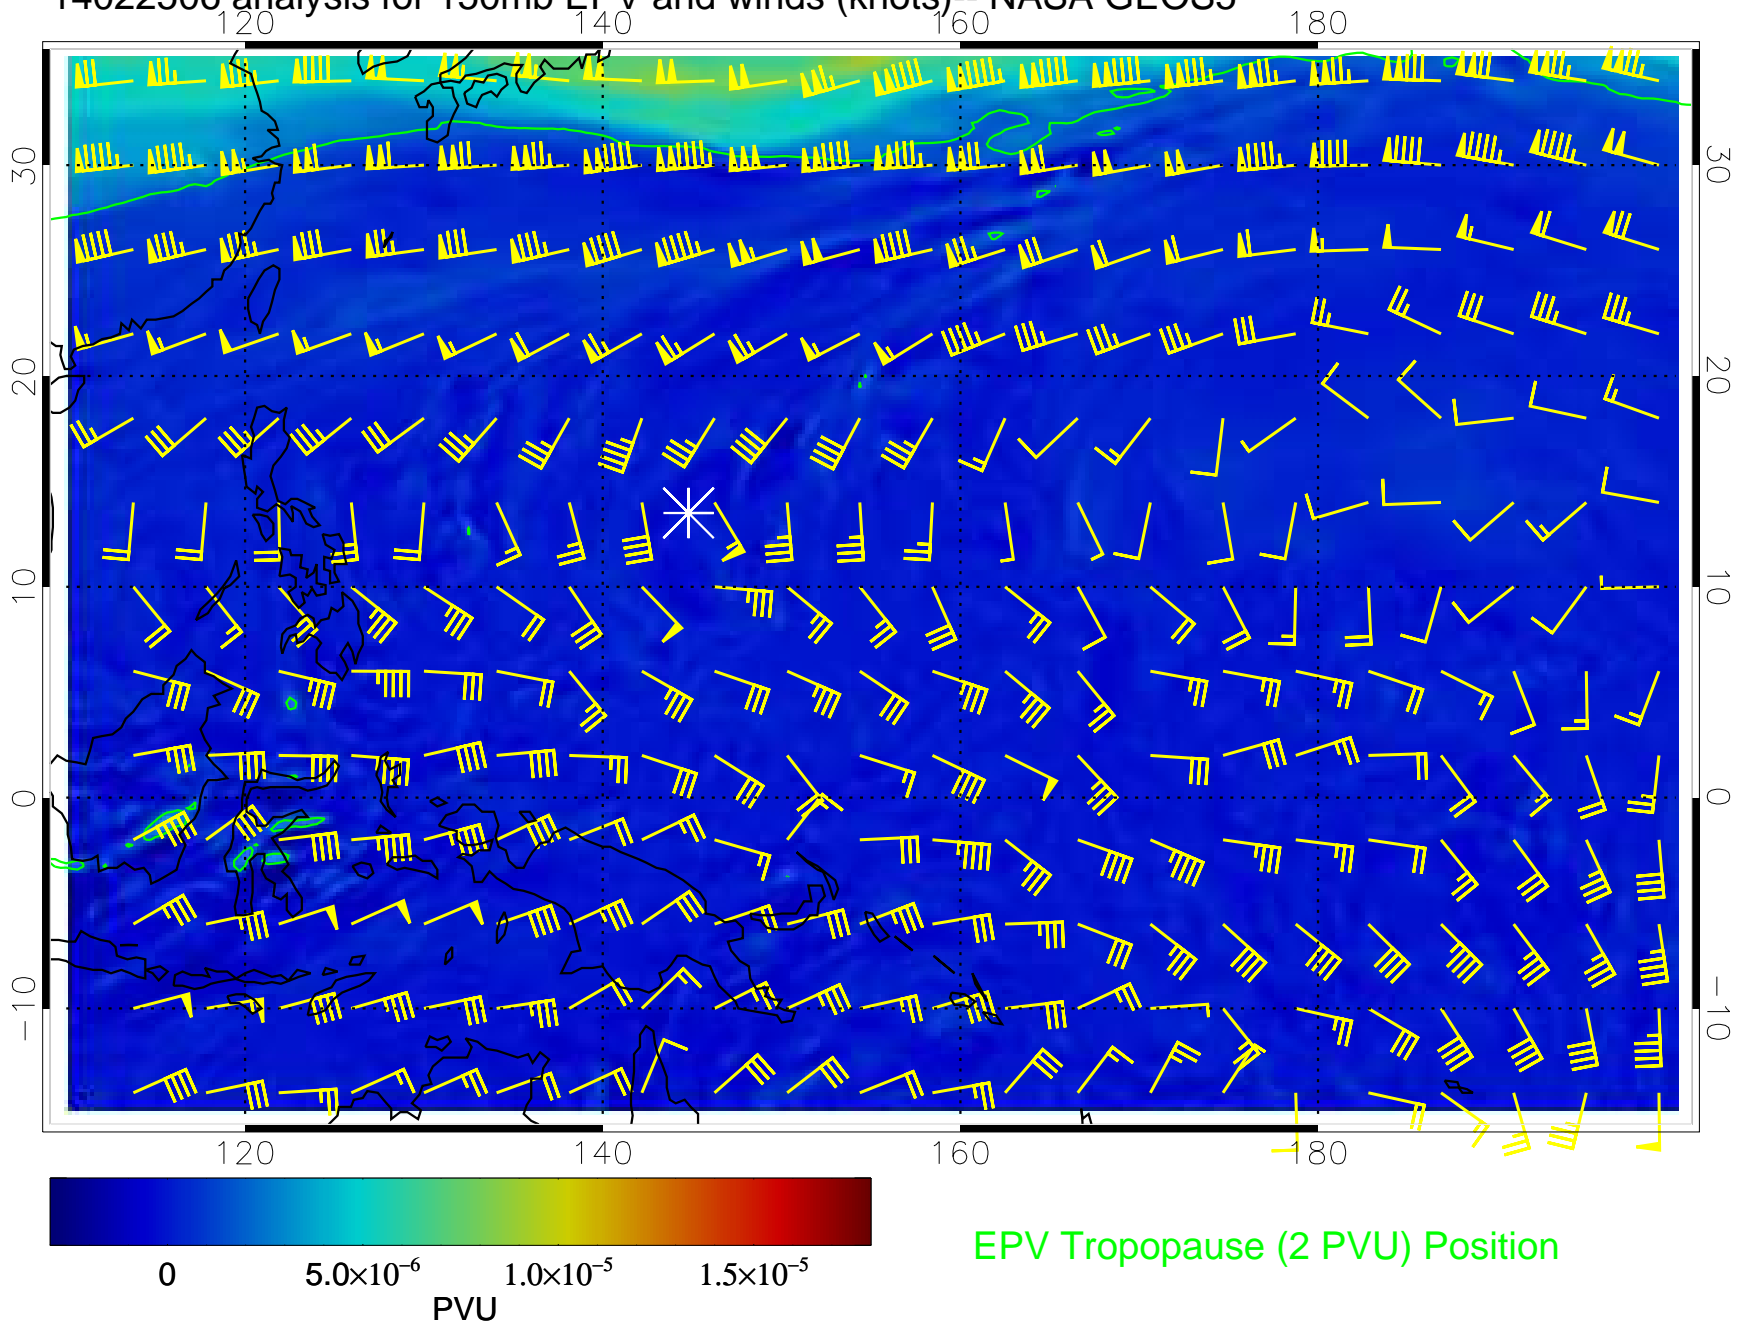 14022506 analysis for 150mb EPV and winds (knots)-- NASA GEOS5
120 140 160 180
30 30
20 20
10 10
0 0
−10 −10
120 140 160 180
0 5.0×10⁻⁶ 1.0×10⁻⁵ 1.5×10⁻⁵
PVU
EPV Tropopause (2 PVU) Position